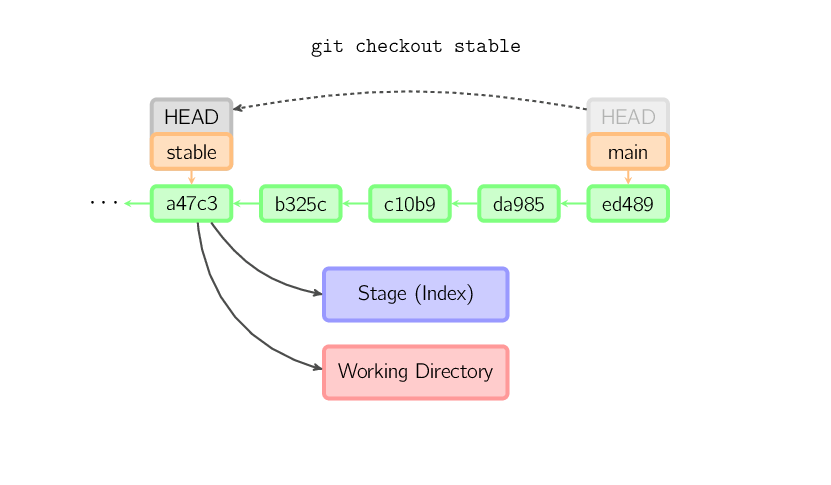 git checkout stable
HEAD
HEAD
stable
main
...
a47c3
b325c
c10b9
da985
ed489
Stage (Index)
Working Directory